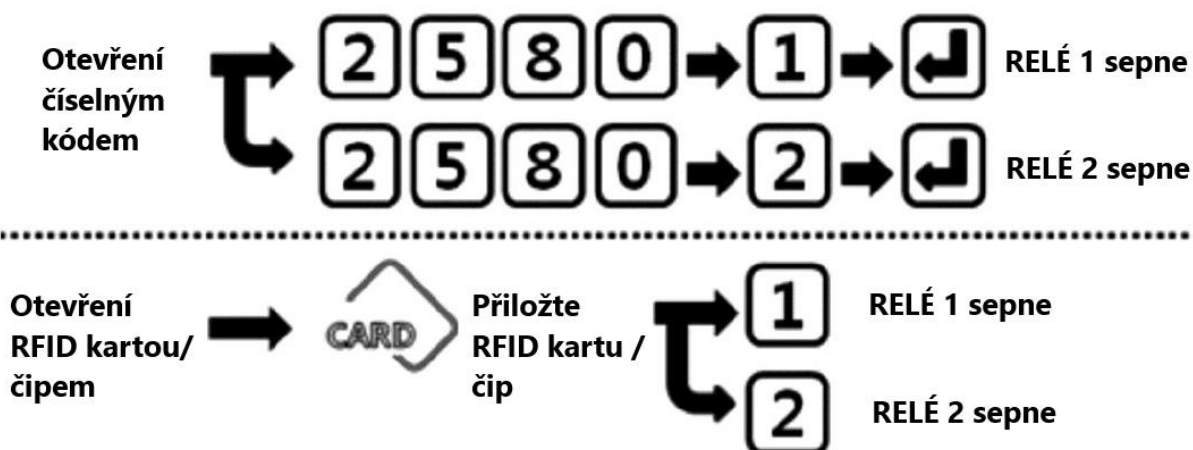 Otevření
číselným
kódem
2 5 8 0 1 RELÉ 1 sepne
2 5 8 0 2 RELÉ 2 sepne
Otevření
RFID kartou/
čipem
CARD
Přiložte
RFID kartu /
čip
1 RELÉ 1 sepne
2 RELÉ 2 sepne